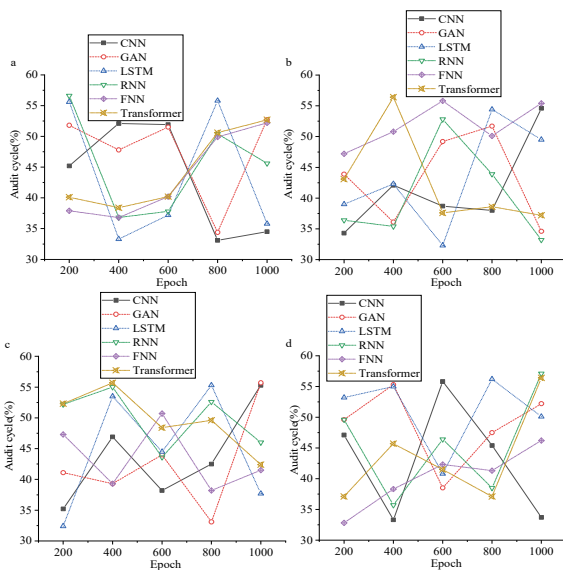 a
CNN
GAN
LSTM
RNN
FNN
Transformer
Audit cycle(%)
60
55
50
45
40
35
30
200 400 600 800 1000
Epoch
b
CNN
GAN
LSTM
RNN
FNN
Transformer
Audit cycle(%)
60
55
50
45
40
35
30
200 400 600 800 1000
Epoch
c
CNN
GAN
LSTM
RNN
FNN
Transformer
Audit cycle(%)
60
55
50
45
40
35
30
200 400 600 800 1000
Epoch
d
CNN
GAN
LSTM
RNN
FNN
Transformer
Audit cycle(%)
60
55
50
45
40
35
30
200 400 600 800 1000
Epoch